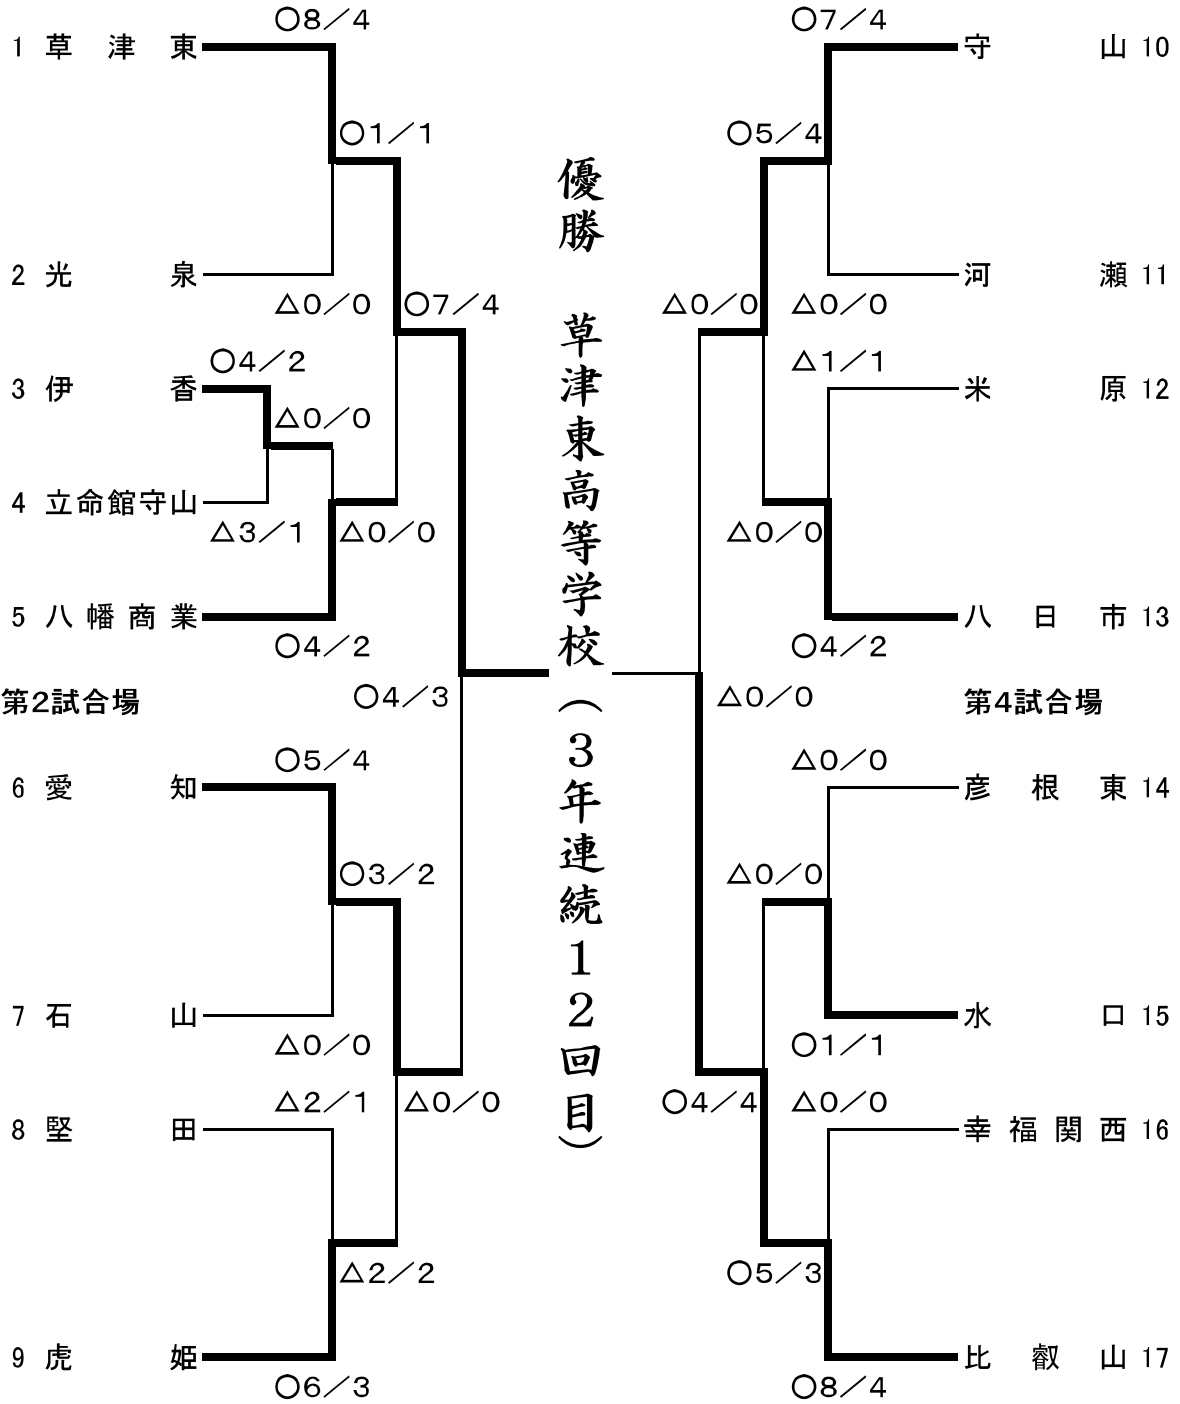 ○8／4
1 草津東
○1／1
2 光泉
△0／0
○7／4
○4／2
3 伊香
△0／0
4 立命館守山
△3／1
△0／0
5 八幡商業
○4／2
第2試合場
○4／3
○5／4
6 愛知
○3／2
7 石山
△0／0
△2／1
△0／0
8 堅田
△2／2
9 虎姫
○6／3
優勝 草津東高等学校（3年連続12回目）
○7／4
守山 10
○5／4
河瀬 11
△0／0
△0／0
△1／1
米原 12
△0／0
八日市 13
○4／2
△0／0
第4試合場
△0／0
彦根東 14
△0／0
水口 15
○1／1
○4／4
△0／0
幸福関西 16
○5／3
比叡山 17
○8／4